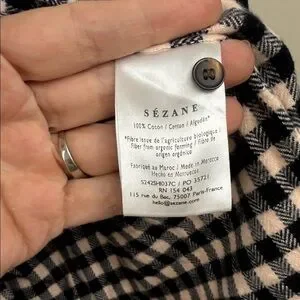 SÉZANE
100% Coton / Cotton / Algodón*
*Fibre issue de l'agriculture biologique /
fiber from organic farming / Fibra de
origen orgánico
Fabriqué au Maroc / Made in Morocco
Hecho en Marruecos
/ PO 35721
RN 154 043
115 rue du Bac, 75007 Paris-France
hello@sezane.com